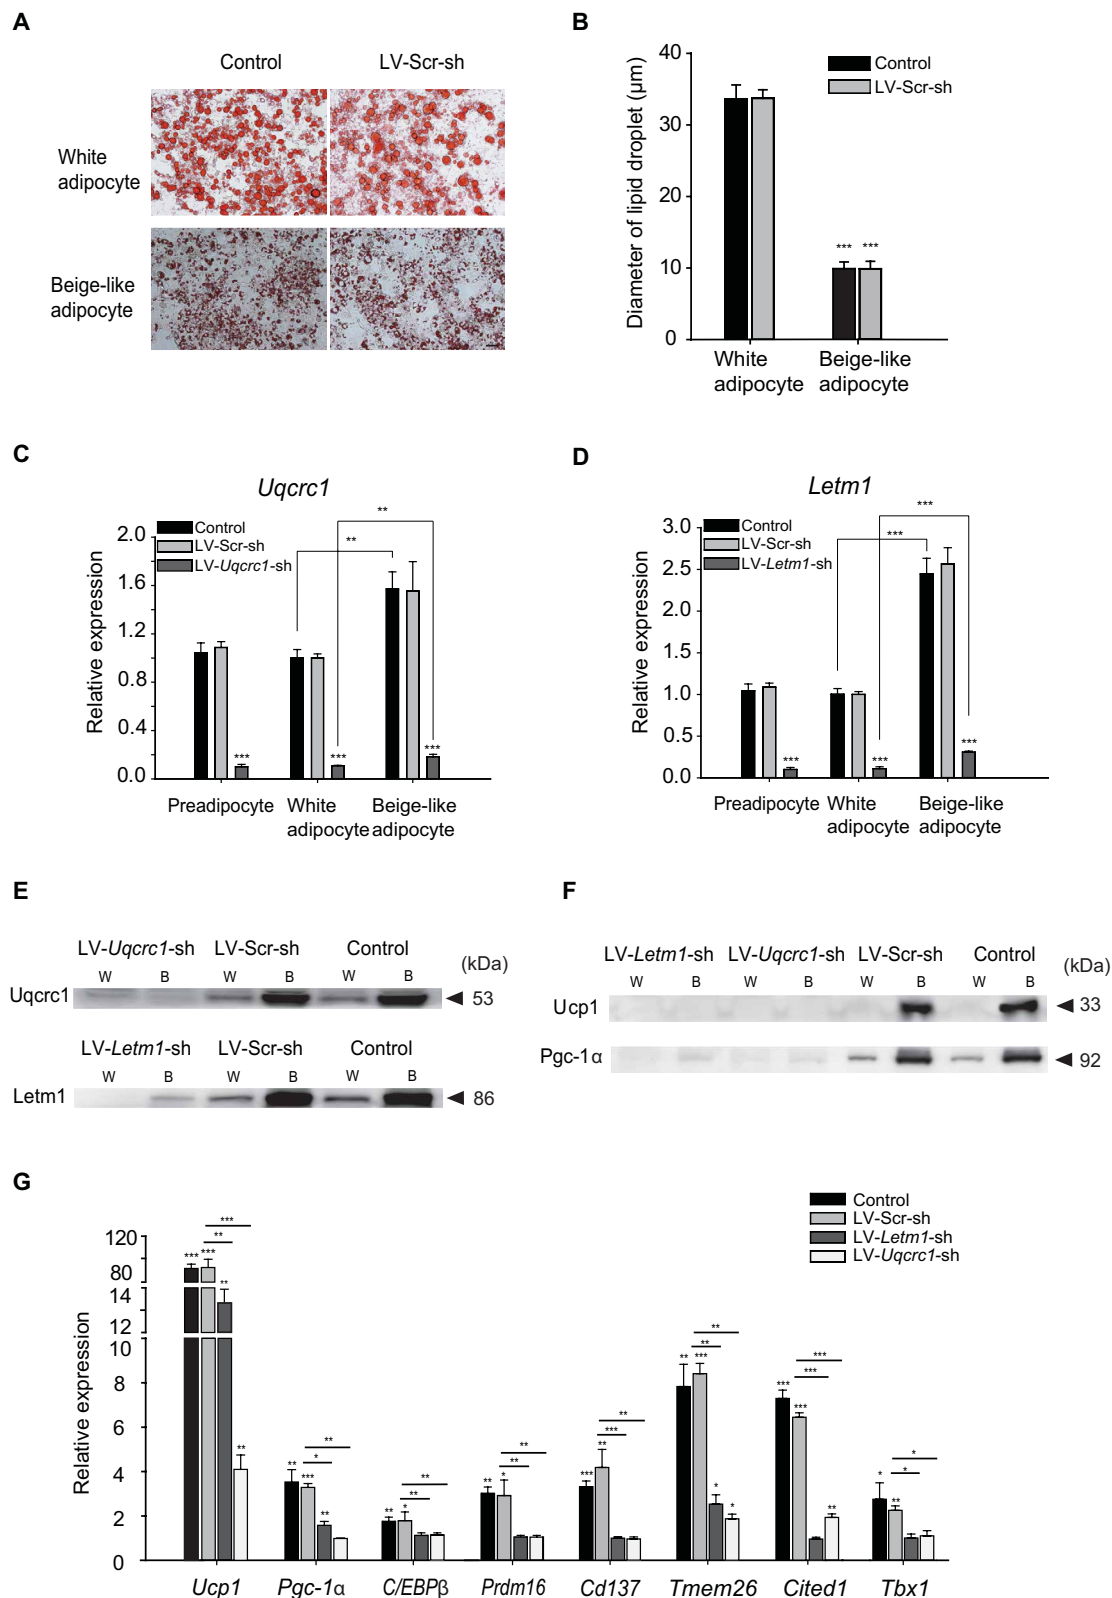 A
Control LV-Scr-sh
White
adipocyte
Beige-like
adipocyte
B
Diameter of lipid droplet (µm)
40
30
20
10
0
Control
LV-Scr-sh
*** ***
White
adipocyte
Beige-like
adipocyte
C
Uqcrc1
Relative expression
2.0
1.6
1.2
0.8
0.4
0.0
Control
LV-Scr-sh
LV-Uqcrc1-sh
**
**
*** *** ***
Preadipocyte
White
adipocyte
Beige-like
adipocyte
D
Letm1
Relative expression
3.0
2.5
2.0
1.5
1.0
0.5
0.0
Control
LV-Scr-sh
LV-Letm1-sh
***
***
*** *** ***
Preadipocyte
White
adipocyte
Beige-like
adipocyte
E
LV-Uqcrc1-sh LV-Scr-sh Control
W B W B W B (kDa)
Uqcrc1 53
LV-Letm1-sh LV-Scr-sh Control
W B W B W B
Letm1 86
F
LV-Letm1-sh LV-Uqcrc1-sh LV-Scr-sh Control
W B W B W B W B (kDa)
Ucp1 33
Pgc-1α 92
G
Control
LV-Scr-sh
LV-Letm1-sh
LV-Uqcrc1-sh
Relative expression
120
80
14
12
10
8
6
4
2
0
***
**
*** *** ** **
**
*
** *** **
**
**
** *
**
**
** *
**
***
*** **
**
**
** *** * *
***
***
*** *** **
*
*
* **
Ucp1 Pgc-1α C/EBPβ Prdm16 Cd137 Tmem26 Cited1 Tbx1